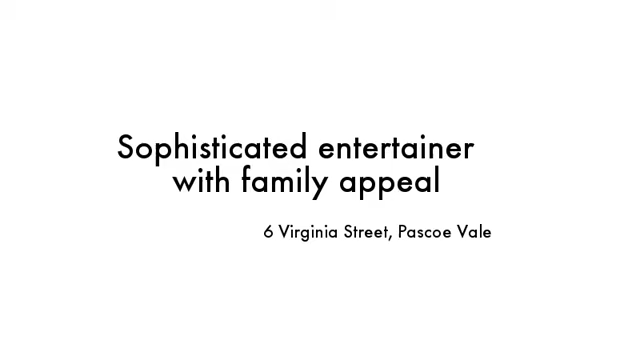 Sophisticated entertainer
with family appeal
6 Virginia Street, Pascoe Vale